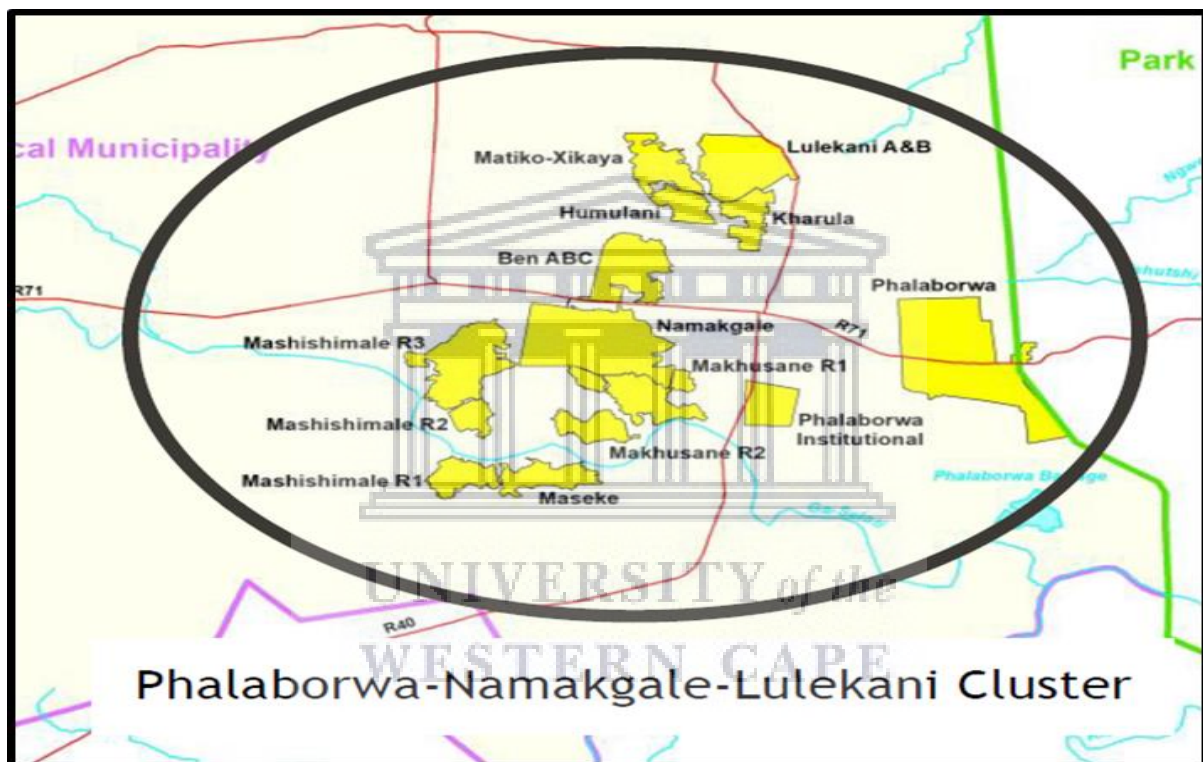 Park
cal Municipality
Matiko-Xikaya
Lulekani A&B
Humulani
Kharula
Ben ABC
Phalaborwa
R71
Namakgale
R71
Mashishimale R3
Makhusane R1
Mashishimale R2
Phalaborwa
Institutional
Makhusane R2
Mashishimale R1
Maseke
Phalaborwa Barrage
UNIVERSITY of the
R40
WESTERN CAPE
Phalaborwa-Namakgale-Lulekani Cluster